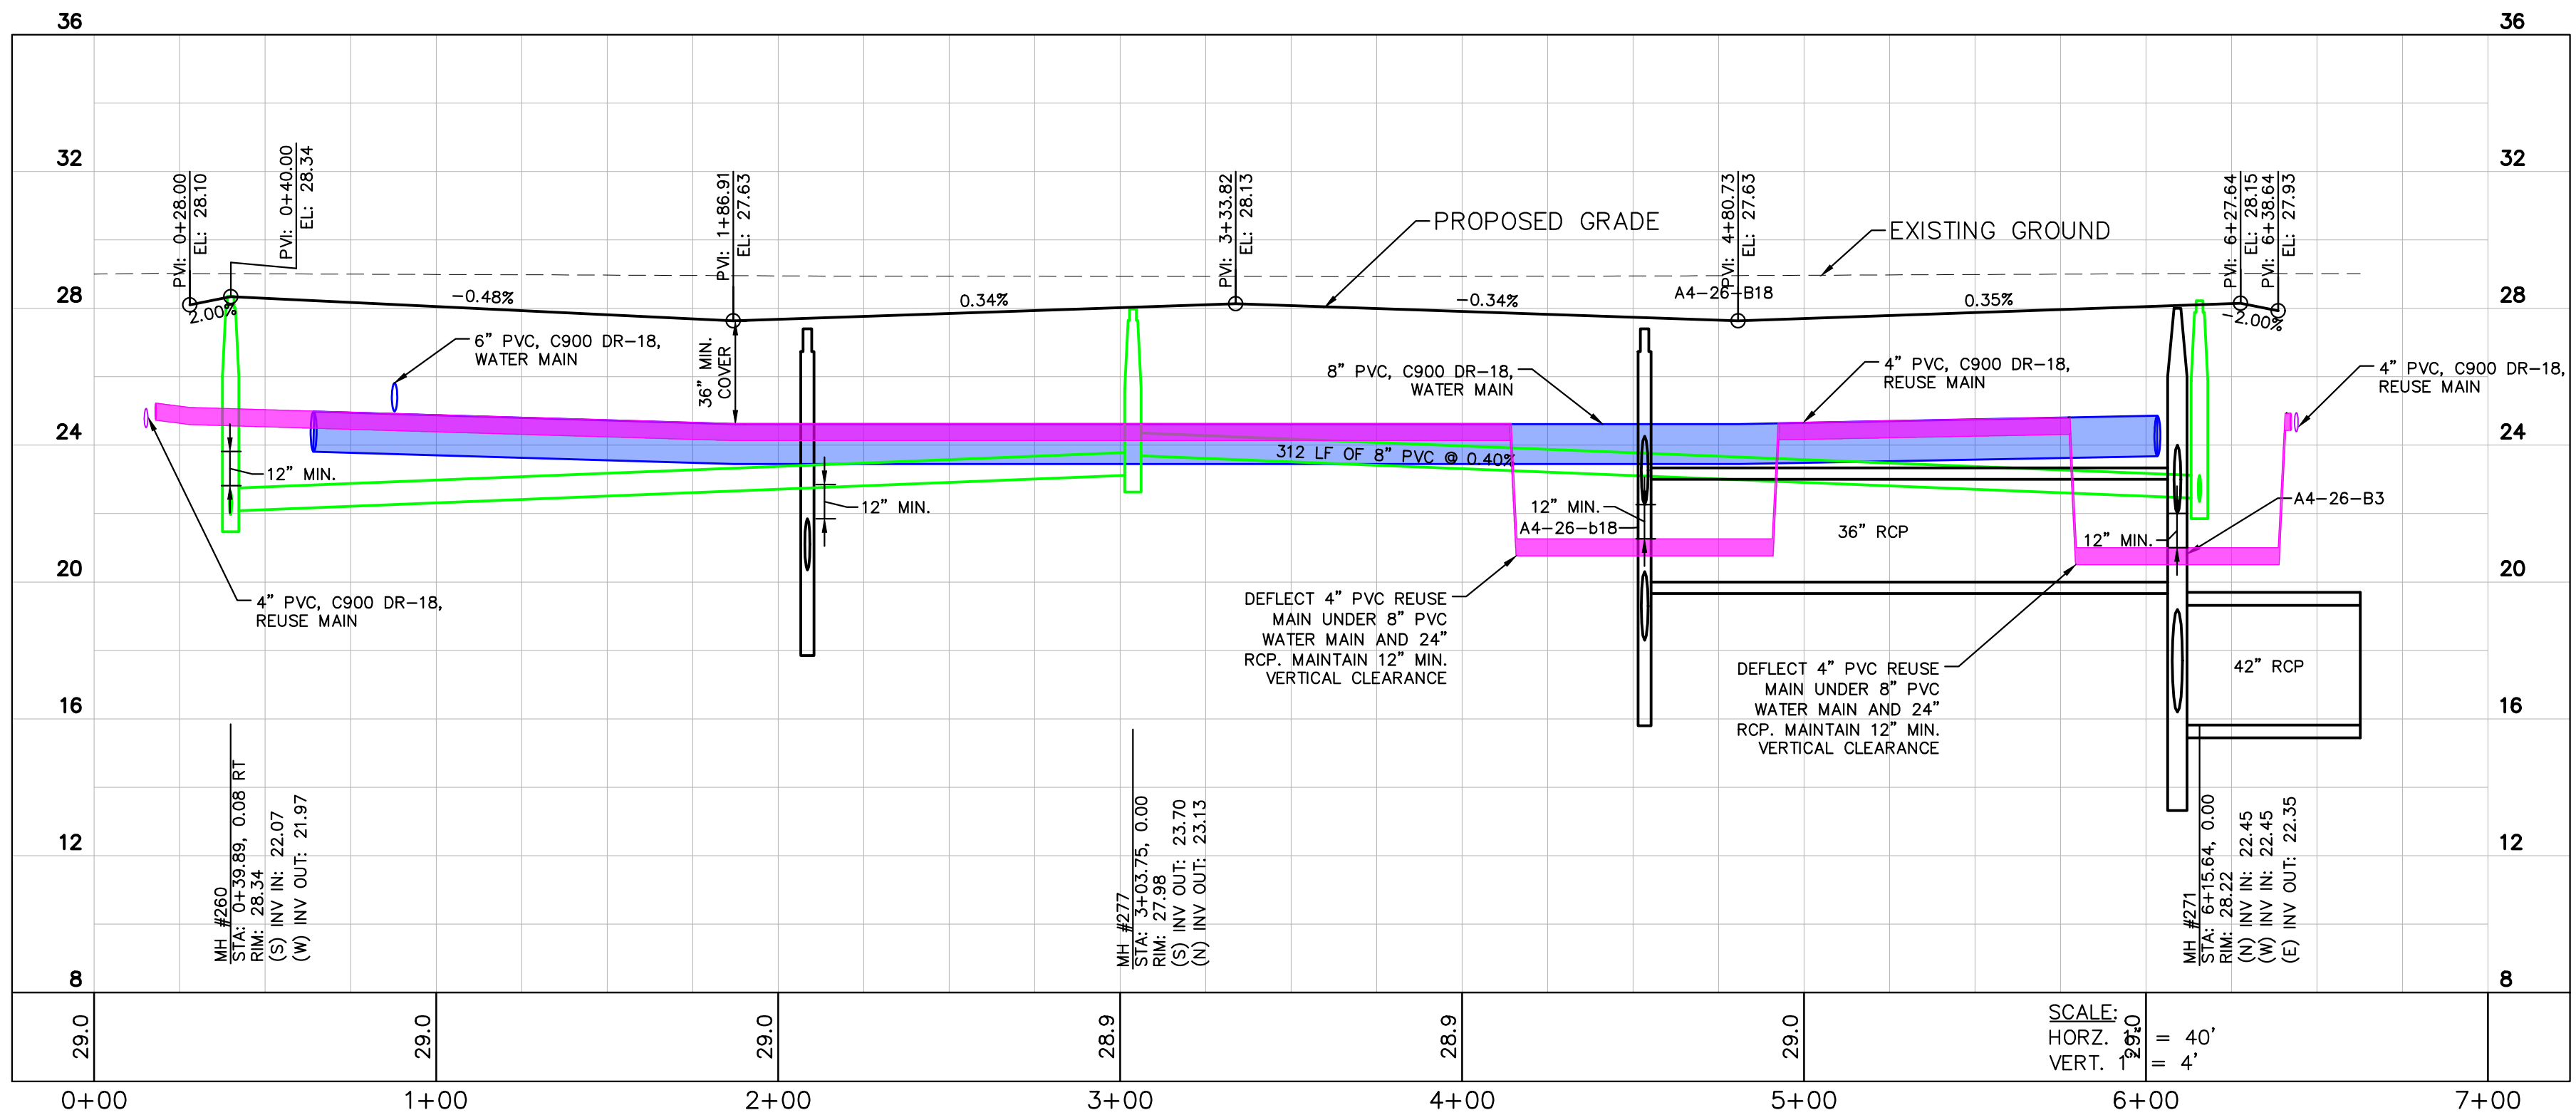 36
36
32
32
28
28
24
24
20
20
16
16
12
12
8
8
PVI: 0+28.00
EL: 28.10
PVI: 0+40.00
EL: 28.34
PVI: 1+86.91
EL: 27.63
PVI: 3+33.82
EL: 28.13
PVI: 4+80.73
EL: 27.63
PVI: 6+27.64
EL: 28.15
PVI: 6+38.64
EL: 27.93
PROPOSED GRADE
EXISTING GROUND
2.00%
-0.48%
0.34%
-0.34%
A4-26-B18
0.35%
-2.00%
6" PVC, C900 DR-18,
WATER MAIN
36" MIN.
COVER
8" PVC, C900 DR-18,
WATER MAIN
4" PVC, C900 DR-18,
REUSE MAIN
4" PVC, C900 DR-18,
REUSE MAIN
12" MIN.
312 LF OF 8" PVC @ 0.40%
12" MIN.
12" MIN.
A4-26-b18
36" RCP
12" MIN.
A4-26-B3
4" PVC, C900 DR-18,
REUSE MAIN
DEFLECT 4" PVC REUSE
MAIN UNDER 8" PVC
WATER MAIN AND 24"
RCP. MAINTAIN 12" MIN.
VERTICAL CLEARANCE
DEFLECT 4" PVC REUSE
MAIN UNDER 8" PVC
WATER MAIN AND 24"
RCP. MAINTAIN 12" MIN.
VERTICAL CLEARANCE
42" RCP
MH #260
STA: 0+39.89, 0.08 RT
RIM: 28.34
(S) INV IN: 22.07
(W) INV OUT: 21.97
MH #277
STA: 3+03.75, 0.00
RIM: 27.98
(S) INV OUT: 23.70
(N) INV OUT: 23.13
MH #271
STA: 6+15.64, 0.00
RIM: 28.22
(N) INV IN: 22.45
(W) INV IN: 22.45
(E) INV OUT: 22.35
29.0
29.0
29.0
28.9
28.9
29.0
29.0
SCALE:
HORZ. 1" = 40'
VERT. 1" = 4'
0+00
1+00
2+00
3+00
4+00
5+00
6+00
7+00